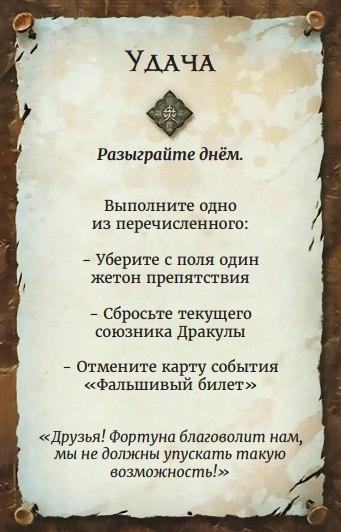 Удача
Разыграйте днём.
Выполните одно
из перечисленного:
– Уберите с поля один
жетон препятствия
– Сбросьте текущего
союзника Дракулы
– Отмените карту события
«Фальшивый билет»
«Друзья! Фортуна благоволит нам,
мы не должны упускать такую
возможность!»